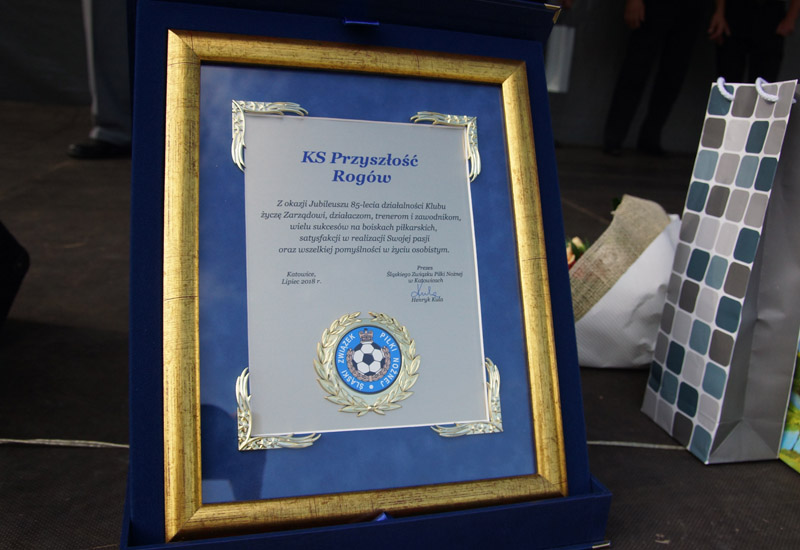 KS Przyszłość
Rogów
Z okazji Jubileuszu 85-lecia działalności Klubu
życzę Zarządowi, działaczom, trenerom i zawodnikom,
wielu sukcesów na boiskach piłkarskich,
satysfakcji w realizacji Swojej pasji
oraz wszelkiej pomyślności w życiu osobistym.
Katowice,
Lipiec 2018 r.
Prezes
Śląskiego Związku Piłki Nożnej
w Katowicach
Henryk Kula
ŚLĄSKI ZWIĄZEK PIŁKI NOŻNEJ